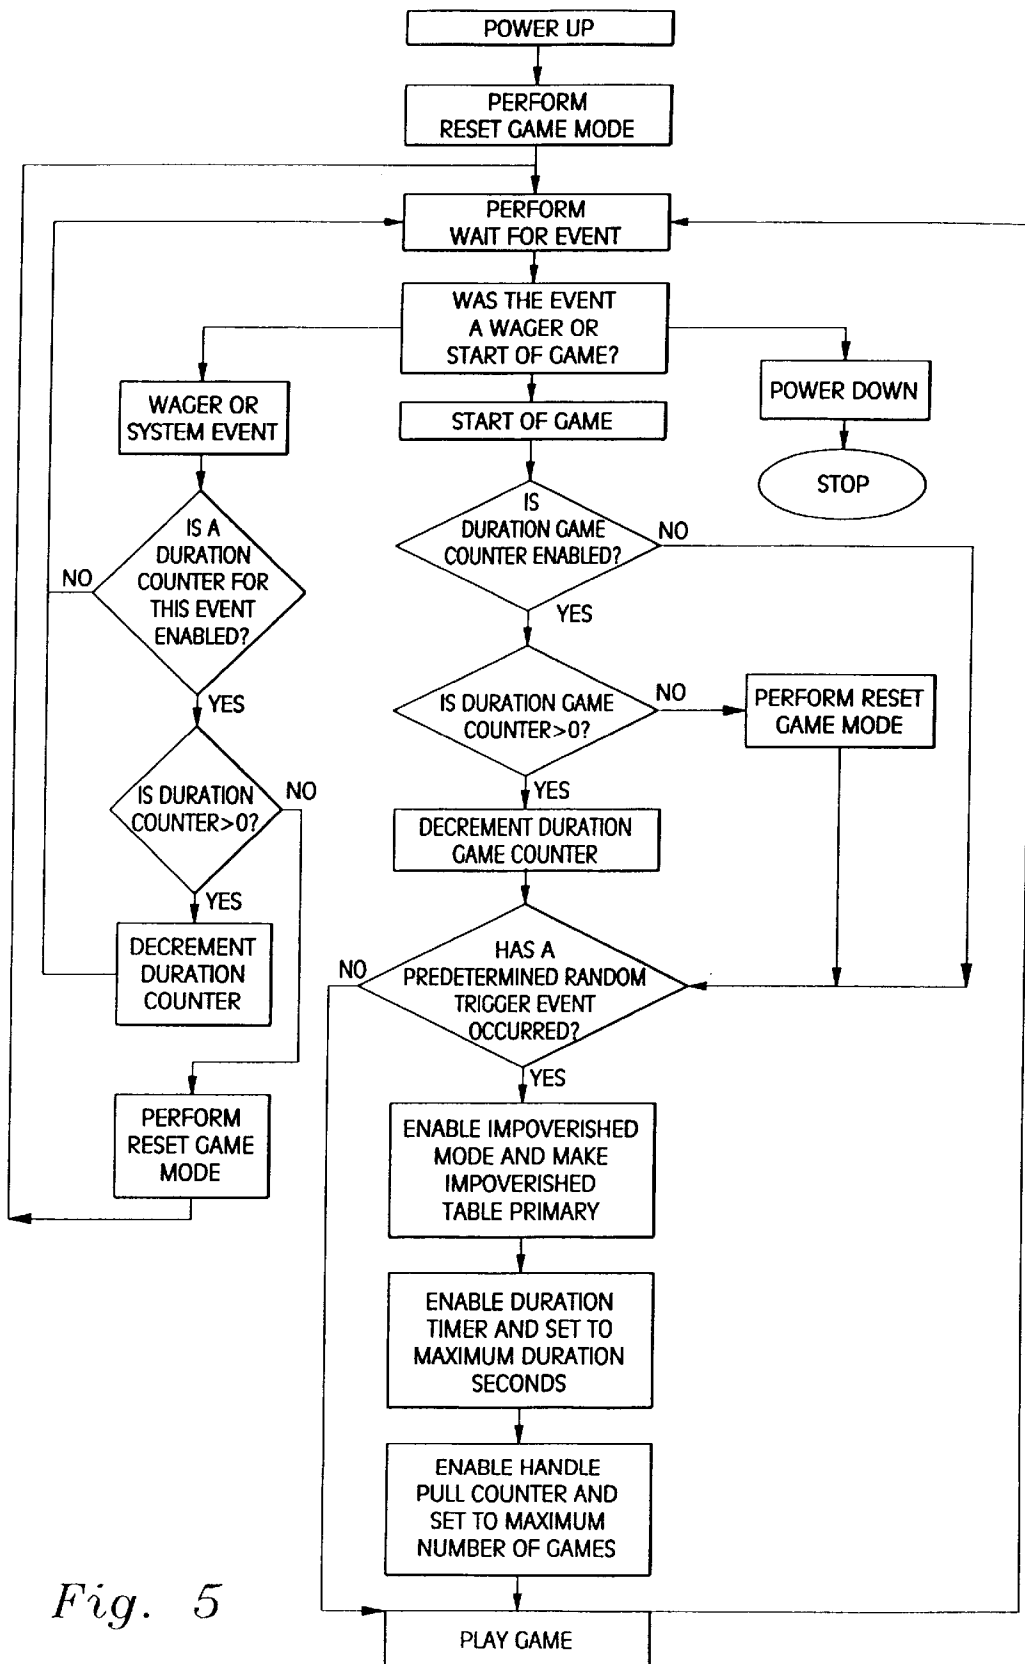 POWER UP
PERFORM
RESET GAME MODE
PERFORM
WAIT FOR EVENT
WAS THE EVENT
A WAGER OR
START OF GAME?
WAGER OR
SYSTEM EVENT
START OF GAME
POWER DOWN
STOP
IS A
DURATION
COUNTER FOR
THIS EVENT
ENABLED?
NO
YES
IS DURATION
COUNTER>0?
NO
YES
DECREMENT
DURATION
COUNTER
PERFORM
RESET GAME
MODE
IS
DURATION GAME
COUNTER ENABLED?
NO
YES
IS DURATION GAME
COUNTER>0?
NO
PERFORM RESET
GAME MODE
YES
DECREMENT DURATION
GAME COUNTER
HAS A
PREDETERMINED RANDOM
TRIGGER EVENT
OCCURRED?
NO
YES
ENABLE IMPOVERISHED
MODE AND MAKE
IMPOVERISHED
TABLE PRIMARY
ENABLE DURATION
TIMER AND SET TO
MAXIMUM DURATION
SECONDS
ENABLE HANDLE
PULL COUNTER AND
SET TO MAXIMUM
NUMBER OF GAMES
PLAY GAME
Fig. 5